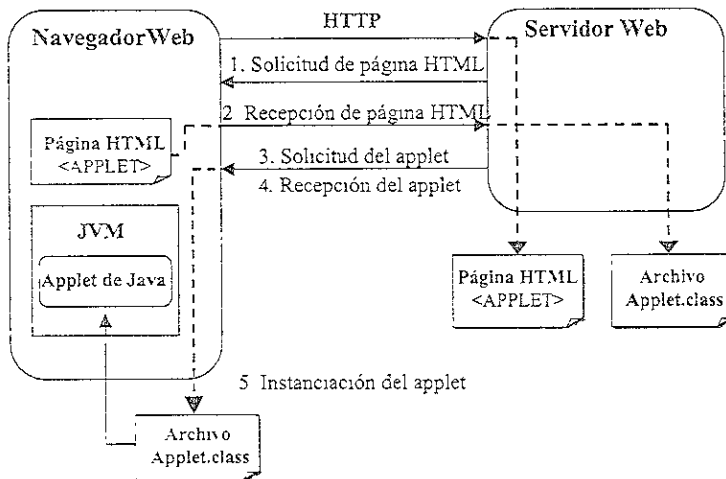 HTTP
NavegadorWeb
Servidor Web
1. Solicitud de página HTML
2 Recepción de página HTML
Página HTML
<APPLET>
3. Solicitud del applet
4. Recepción del applet
JVM
Applet de Java
Página HTML
<APPLET>
Archivo
Applet.class
5 Instanciación del applet
Archivo
Applet.class